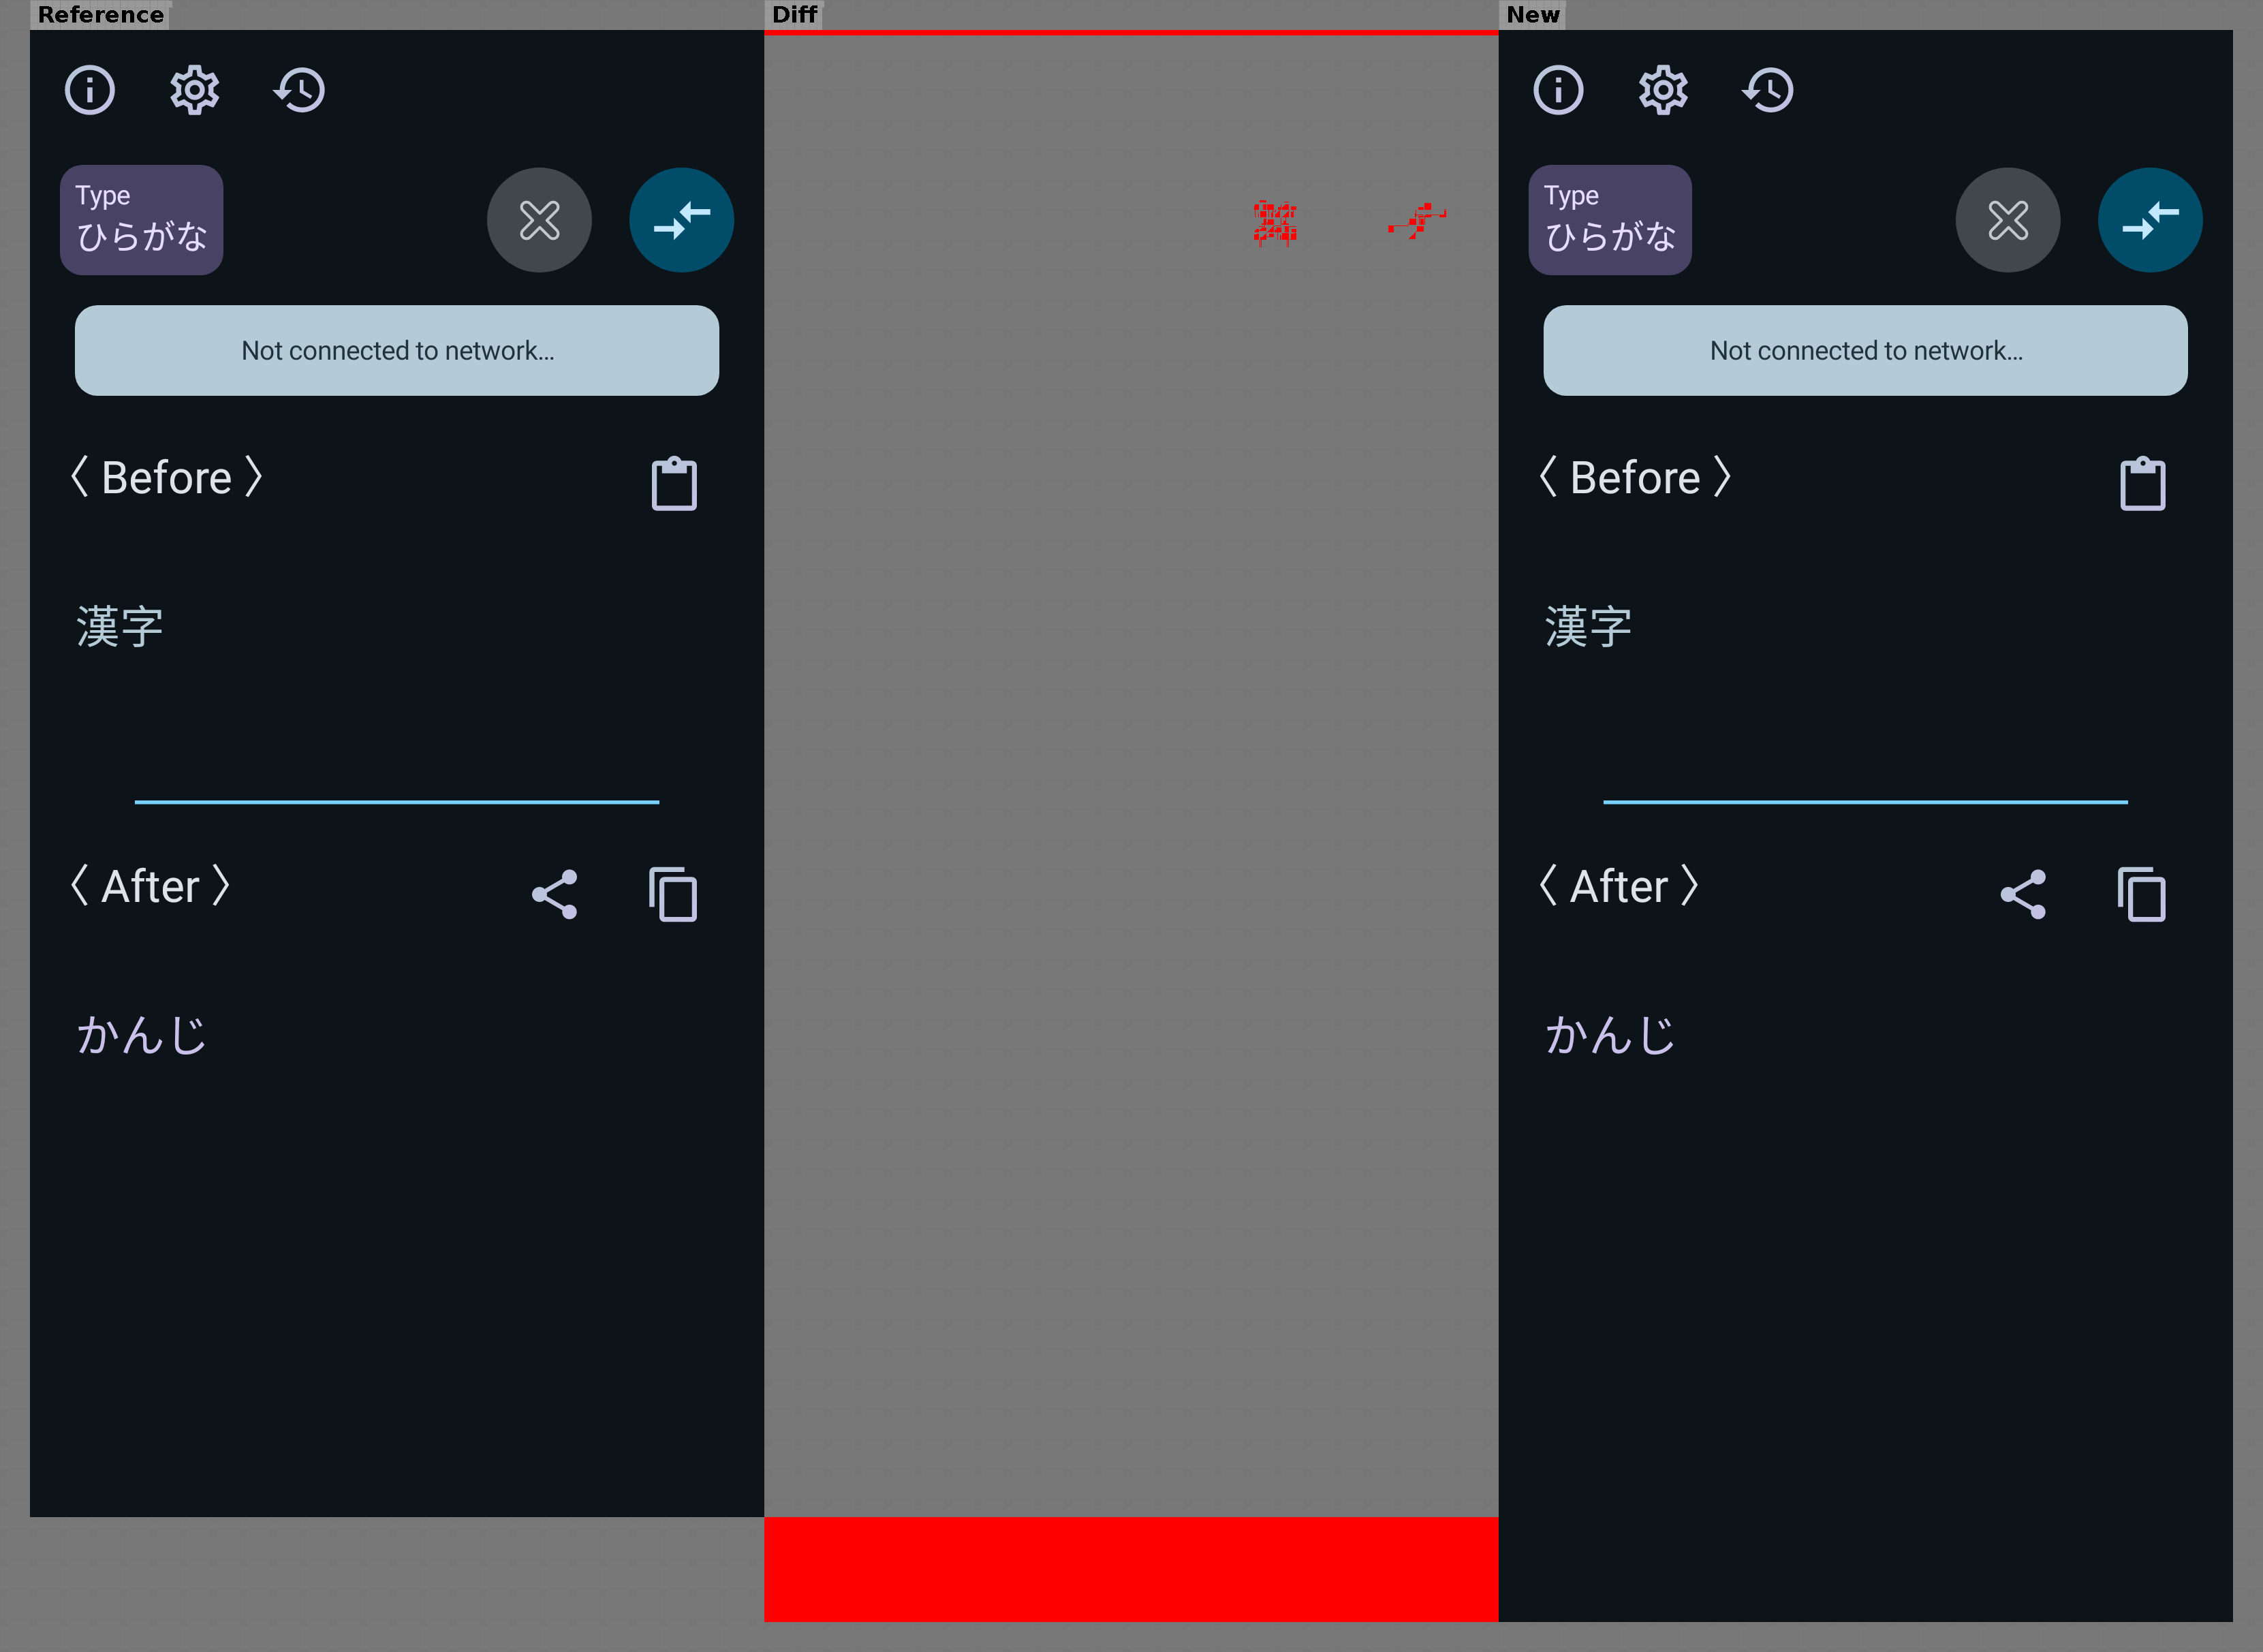 Reference
Diff
New
Type
ひらがな
Not connected to network...
〈 Before 〉
漢字
〈 After 〉
かんじ
Type
ひらがな
Not connected to network...
〈 Before 〉
漢字
〈 After 〉
かんじ